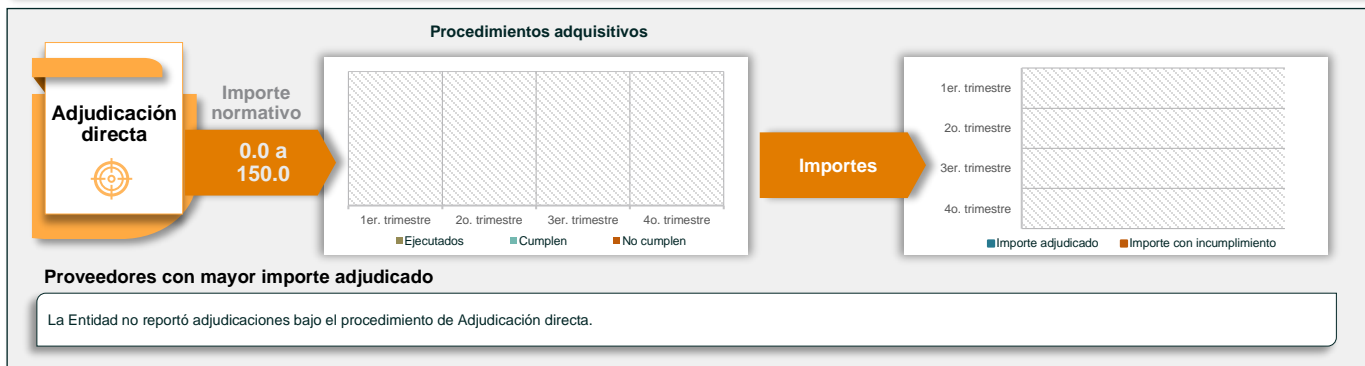 Procedimientos adquisitivos
Adjudicación
directa
Importe
normativo
0.0 a
150.0
1er. trimestre 2o. trimestre 3er. trimestre 4o. trimestre
Ejecutados Cumplen No cumplen
Importes
1er. trimestre
2o. trimestre
3er. trimestre
4o. trimestre
Importe adjudicado Importe con incumplimiento
Proveedores con mayor importe adjudicado
La Entidad no reportó adjudicaciones bajo el procedimiento de Adjudicación directa.